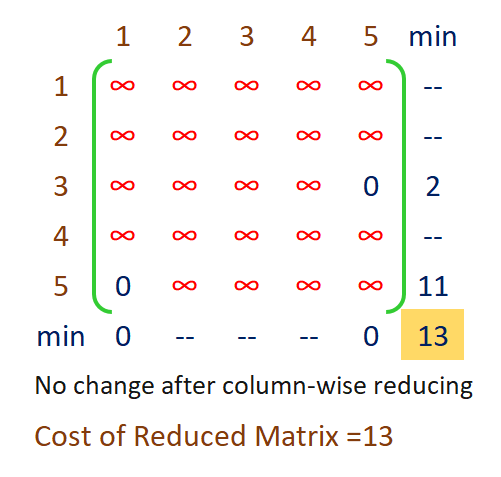 1 2 3 4 5 min
1 ∞ ∞ ∞ ∞ ∞ --
2 ∞ ∞ ∞ ∞ ∞ --
3 ∞ ∞ ∞ ∞ 0 2
4 ∞ ∞ ∞ ∞ ∞ --
5 0 ∞ ∞ ∞ ∞ 11
min 0 -- -- -- 0 13
No change after column-wise reducing
Cost of Reduced Matrix =13